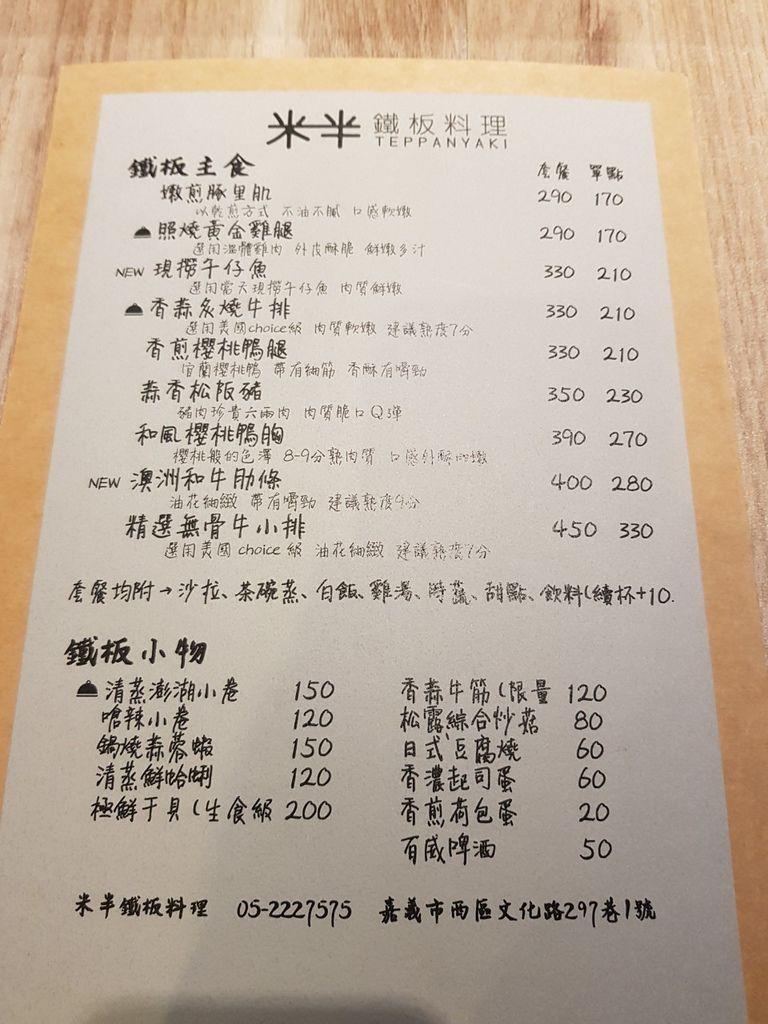 米半 鐵板料理
TEPPANYAKI
鐵板主食 套餐 單點
嫩煎豚里肌 290 170
以乾煎方式 不油不膩 口感軟嫩
照燒黃金雞腿 290 170
選用溫體雞肉 外皮酥脆 鮮嫩多汁
NEW 現撈午仔魚 330 210
選用當天現撈午仔魚 肉質鮮嫩
香蒜炙燒牛排 330 210
選用美國choice級 肉質軟嫩 建議熟度7分
香煎櫻桃鴨腿 330 210
宜蘭櫻桃鴨 帶有細筋 香酥有嚼勁
蒜香松阪豬 350 230
豬肉珍貴六兩肉 肉質脆口Q彈
和風櫻桃鴨胸 390 270
櫻桃般的色澤 8-9分熟肉質 口感外酥內嫩
NEW 澳洲和牛肋條 400 280
油花細緻 帶有嚼勁 建議熟度9分
精選無骨牛小排 450 330
選用美國 choice 級 油花細緻 建議熟度7分
套餐均附→沙拉、茶碗蒸、白飯、雞湯、時蔬、甜點、飲料(續杯+10.
鐵板小物
清蒸澎湖小卷 150
嗆辣小卷 120
鍋燒蒜蓉蝦 150
清蒸鮮蛤蜊 120
極鮮干貝(生食級 200
香蒜牛筋(限量 120
松露綜合炒菇 80
日式豆腐燒 60
香濃起司蛋 60
香煎荷包蛋 20
百威啤酒 50
米半鐵板料理 05-2227575 嘉義市西區文化路297巷1號